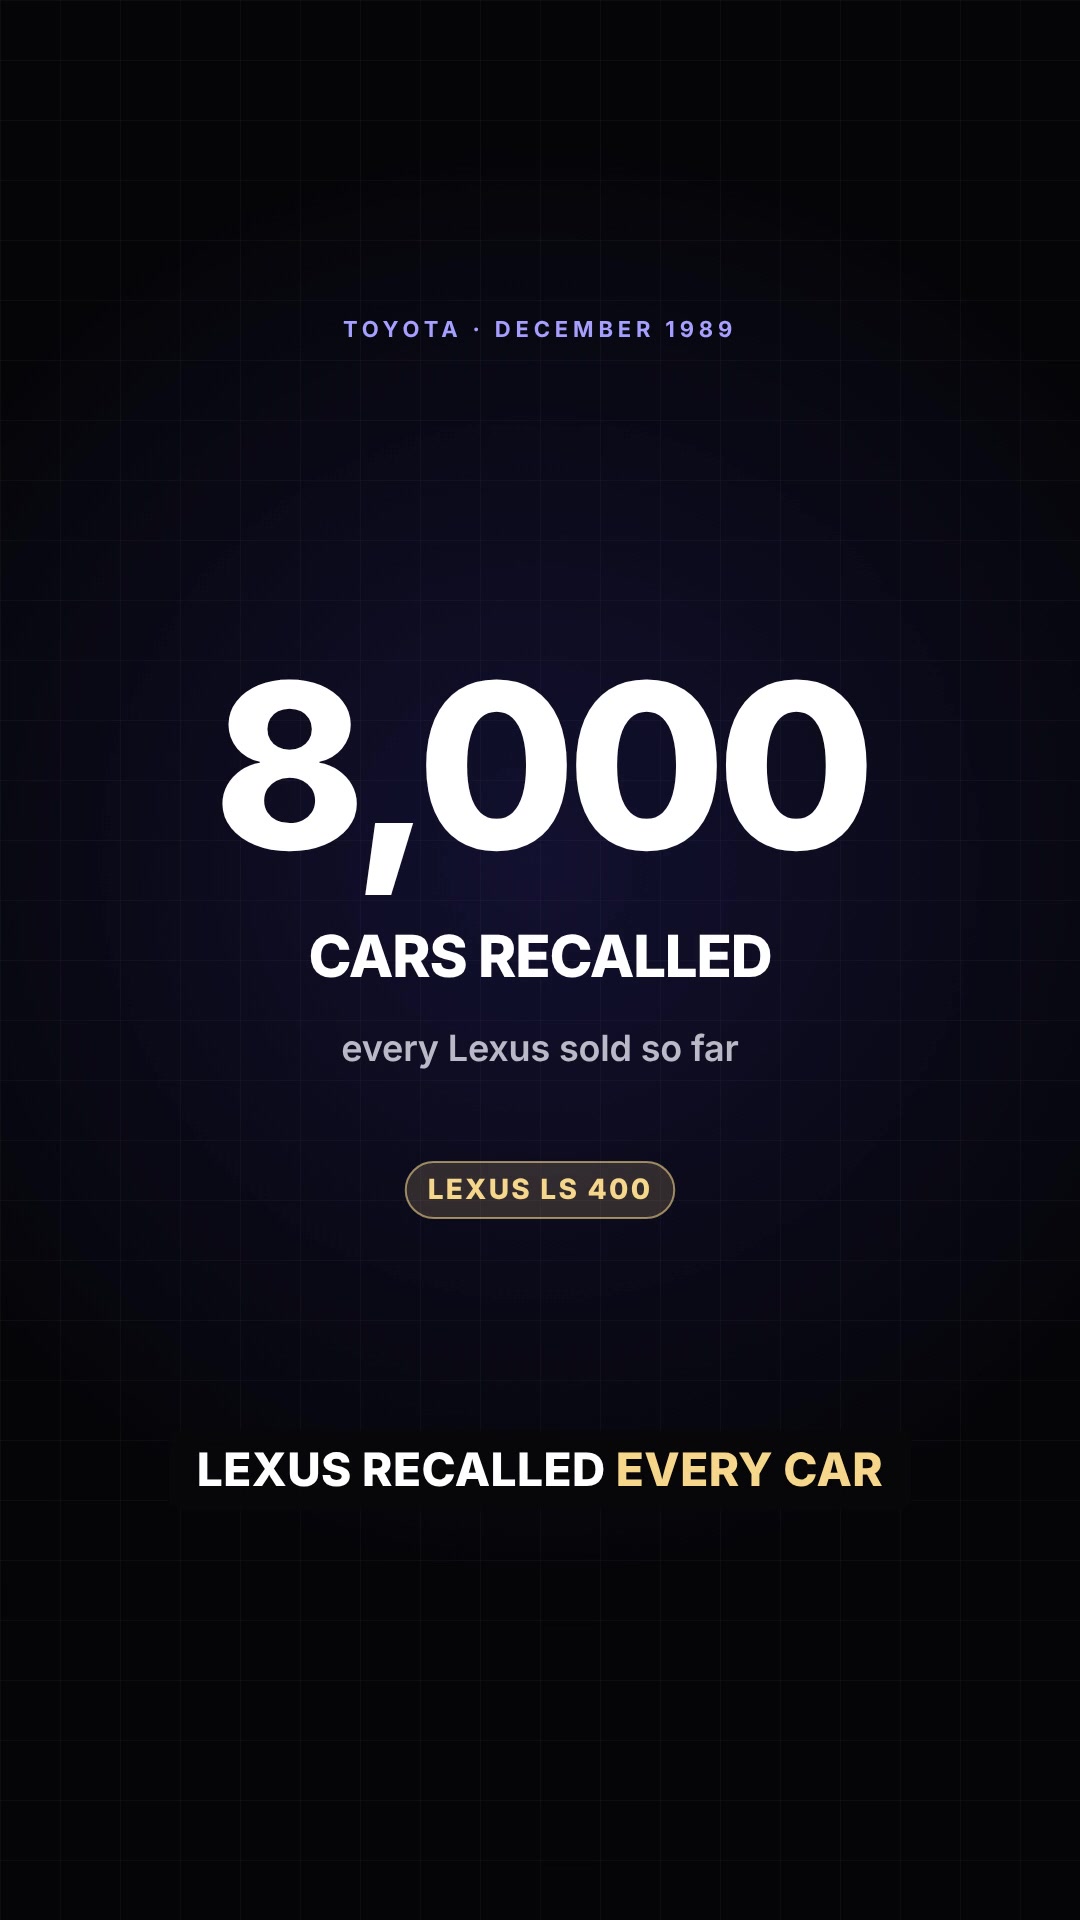 TOYOTA · DECEMBER 1989
8,000
CARS RECALLED
every Lexus sold so far
LEXUS LS 400
LEXUS RECALLED EVERY CAR